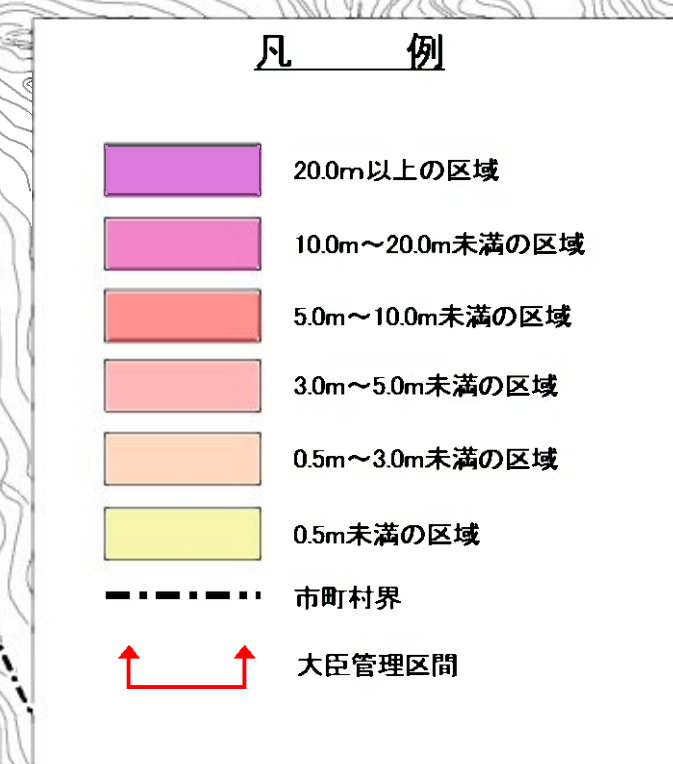 凡 例
20.0m以上の区域
10.0m～20.0m未満の区域
5.0m～10.0m未満の区域
3.0m～5.0m未満の区域
0.5m～3.0m未満の区域
0.5m未満の区域
市町村界
大臣管理区間